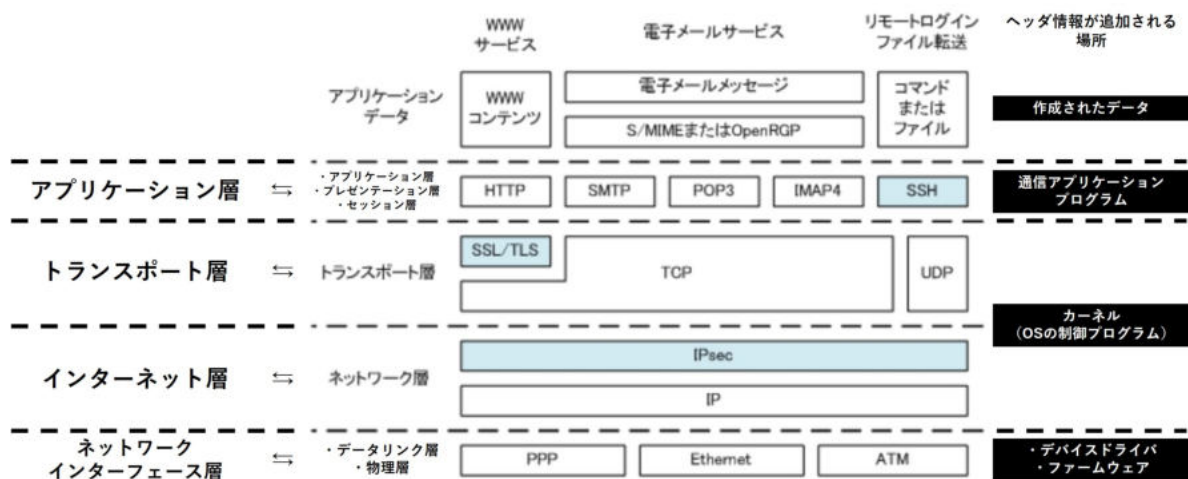 WWW
サービス
電子メールサービス
リモートログイン
ファイル転送
ヘッダ情報が追加される
場所
アプリケーション
データ
WWW
コンテンツ
電子メールメッセージ
S/MIMEまたはOpenRGP
コマンド
または
ファイル
作成されたデータ
アプリケーション層
⇆
・アプリケーション層
・プレゼンテーション層
・セッション層
HTTP
SMTP
POP3
IMAP4
SSH
通信アプリケーション
プログラム
トランスポート層
⇆
トランスポート層
SSL/TLS
TCP
UDP
カーネル
(OSの制御プログラム)
インターネット層
⇆
ネットワーク層
IPsec
IP
ネットワーク
インターフェース層
⇆
・データリンク層
・物理層
PPP
Ethernet
ATM
・デバイスドライバ
・ファームウェア